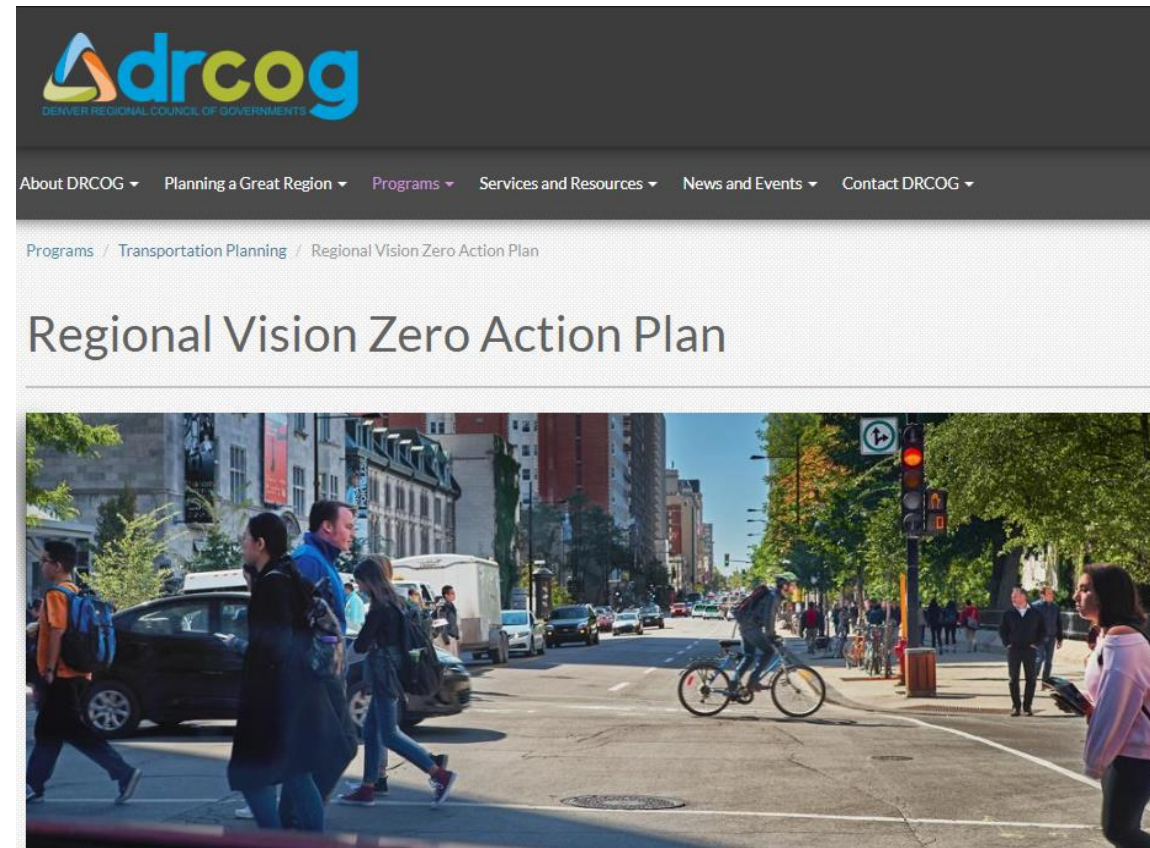 drcog
DENVER REGIONAL COUNCIL OF GOVERNMENTS
About DRCOG Planning a Great Region Programs Services and Resources News and Events Contact DRCOG
Programs / Transportation Planning / Regional Vision Zero Action Plan
Regional Vision Zero Action Plan